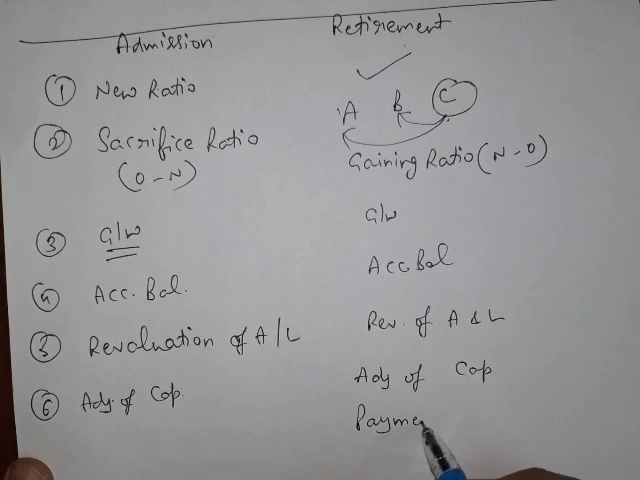 Admission Retirement
① New Ratio ✓
A B C
② Sacrifice Ratio Gaining Ratio (N-O)
(O-N)
③ G/w G/w
④ Acc. Bal. Acc Bal
⑤ Revaluation of A/L Rev. of A & L
⑥ Adj. of Cap. Adj of Cap
Payme